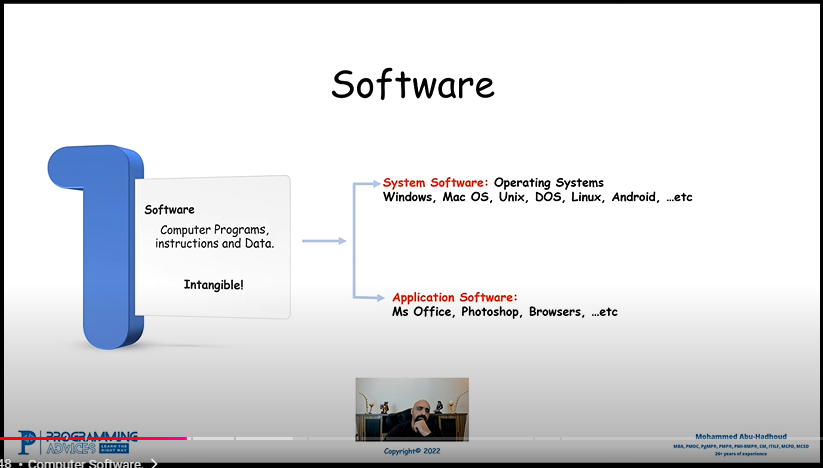 Software
Software
Computer Programs,
instructions and Data.
Intangible!
System Software: Operating Systems
Windows, Mac OS, Unix, DOS, Linux, Android, …etc
Application Software:
Ms Office, Photoshop, Browsers, …etc
PROGRAMMING
ADVICES LEARN THE
RIGHT WAY
Copyright© 2022
Mohammed Abu-Hadhoud
MBA, PMOC, PgMP®, PMP®, PMI-RMP®, CM, ITILF, MCPD, MCSD
26+ years of experience
48 • Computer Software.